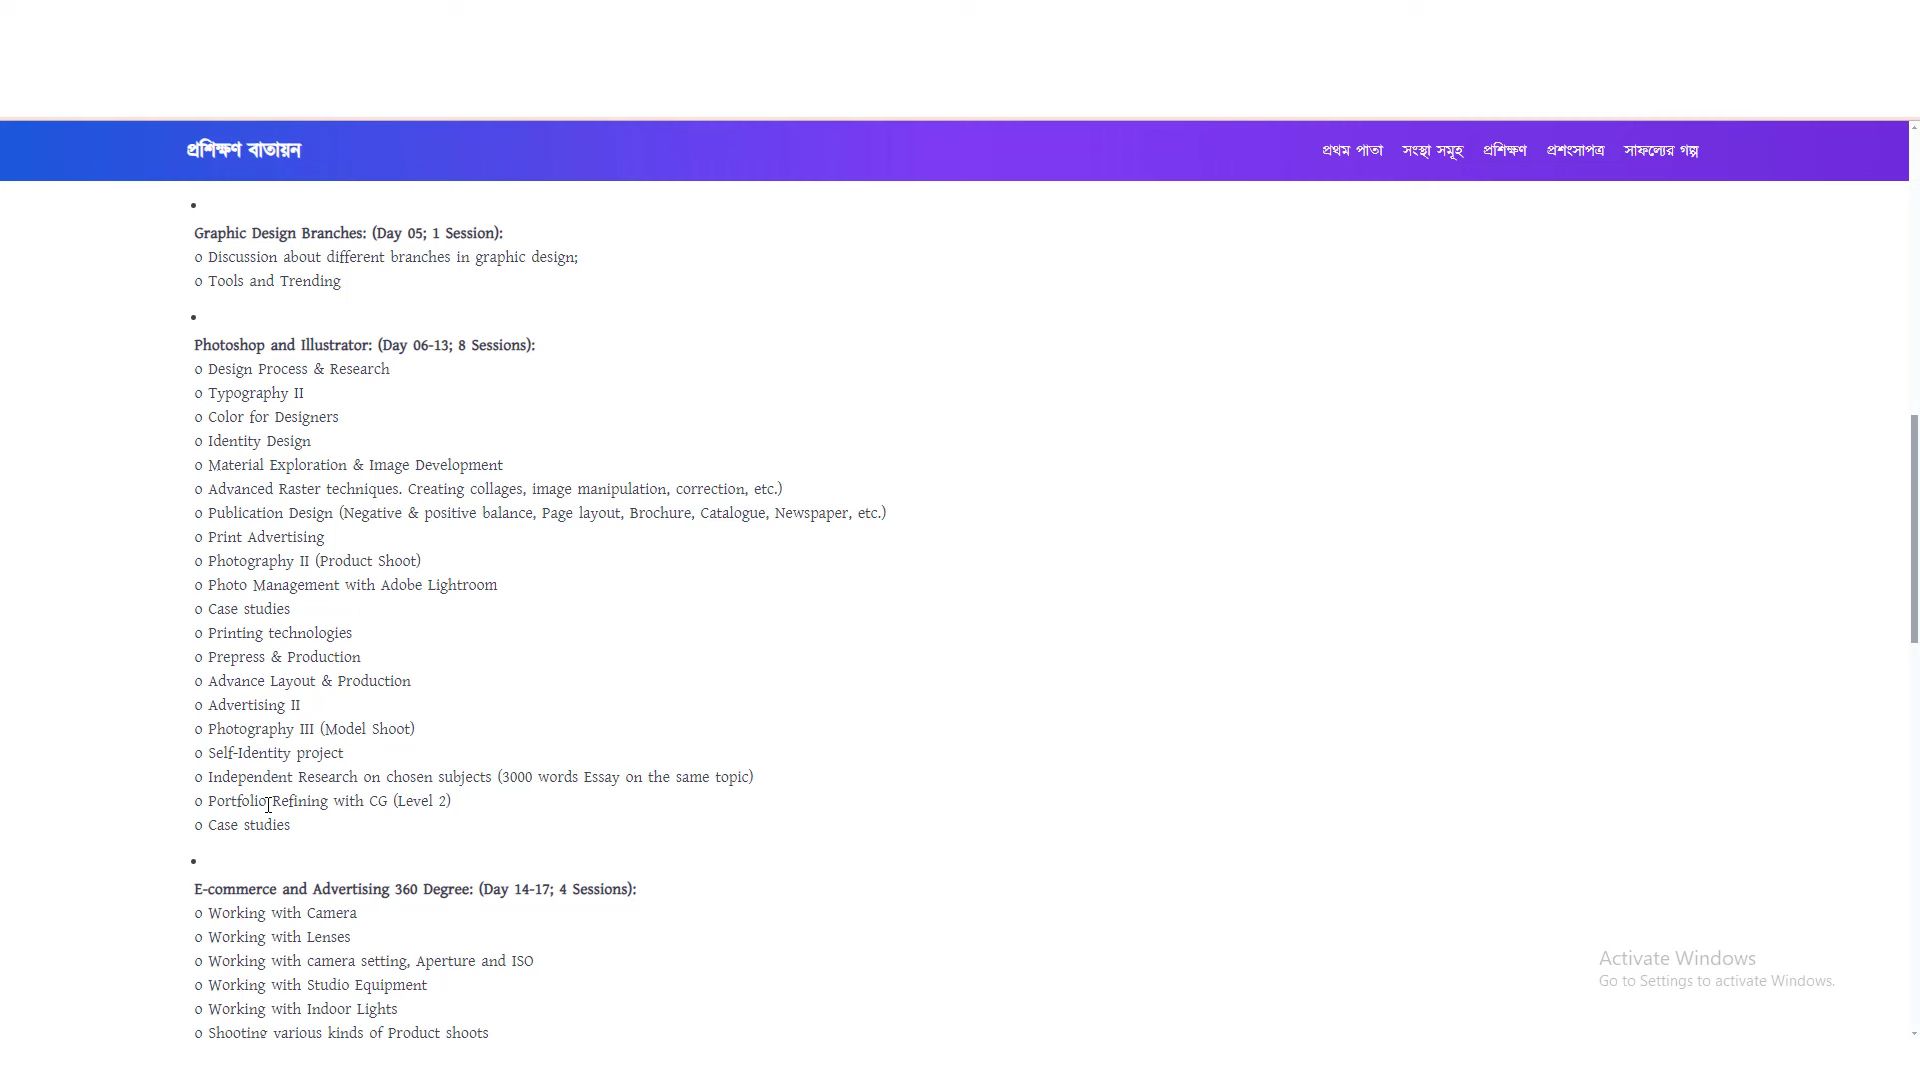 প্রশিক্ষণ বাতায়ন
প্রথম পাতা সংস্থা সমূহ প্রশিক্ষণ প্রশংসাপত্র সাফল্যের গল্প
•
Graphic Design Branches: (Day 05; 1 Session):
o Discussion about different branches in graphic design;
o Tools and Trending
•
Photoshop and Illustrator: (Day 06-13; 8 Sessions):
o Design Process & Research
o Typography II
o Color for Designers
o Identity Design
o Material Exploration & Image Development
o Advanced Raster techniques. Creating collages, image manipulation, correction, etc.)
o Publication Design (Negative & positive balance, Page layout, Brochure, Catalogue, Newspaper, etc.)
o Print Advertising
o Photography II (Product Shoot)
o Photo Management with Adobe Lightroom
o Case studies
o Printing technologies
o Prepress & Production
o Advance Layout & Production
o Advertising II
o Photography III (Model Shoot)
o Self-Identity project
o Independent Research on chosen subjects (3000 words Essay on the same topic)
o Portfolio Refining with CG (Level 2)
o Case studies
•
E-commerce and Advertising 360 Degree: (Day 14-17; 4 Sessions):
o Working with Camera
o Working with Lenses
o Working with camera setting, Aperture and ISO
o Working with Studio Equipment
o Working with Indoor Lights
o Shooting various kinds of Product shoots
Activate Windows
Go to Settings to activate Windows.